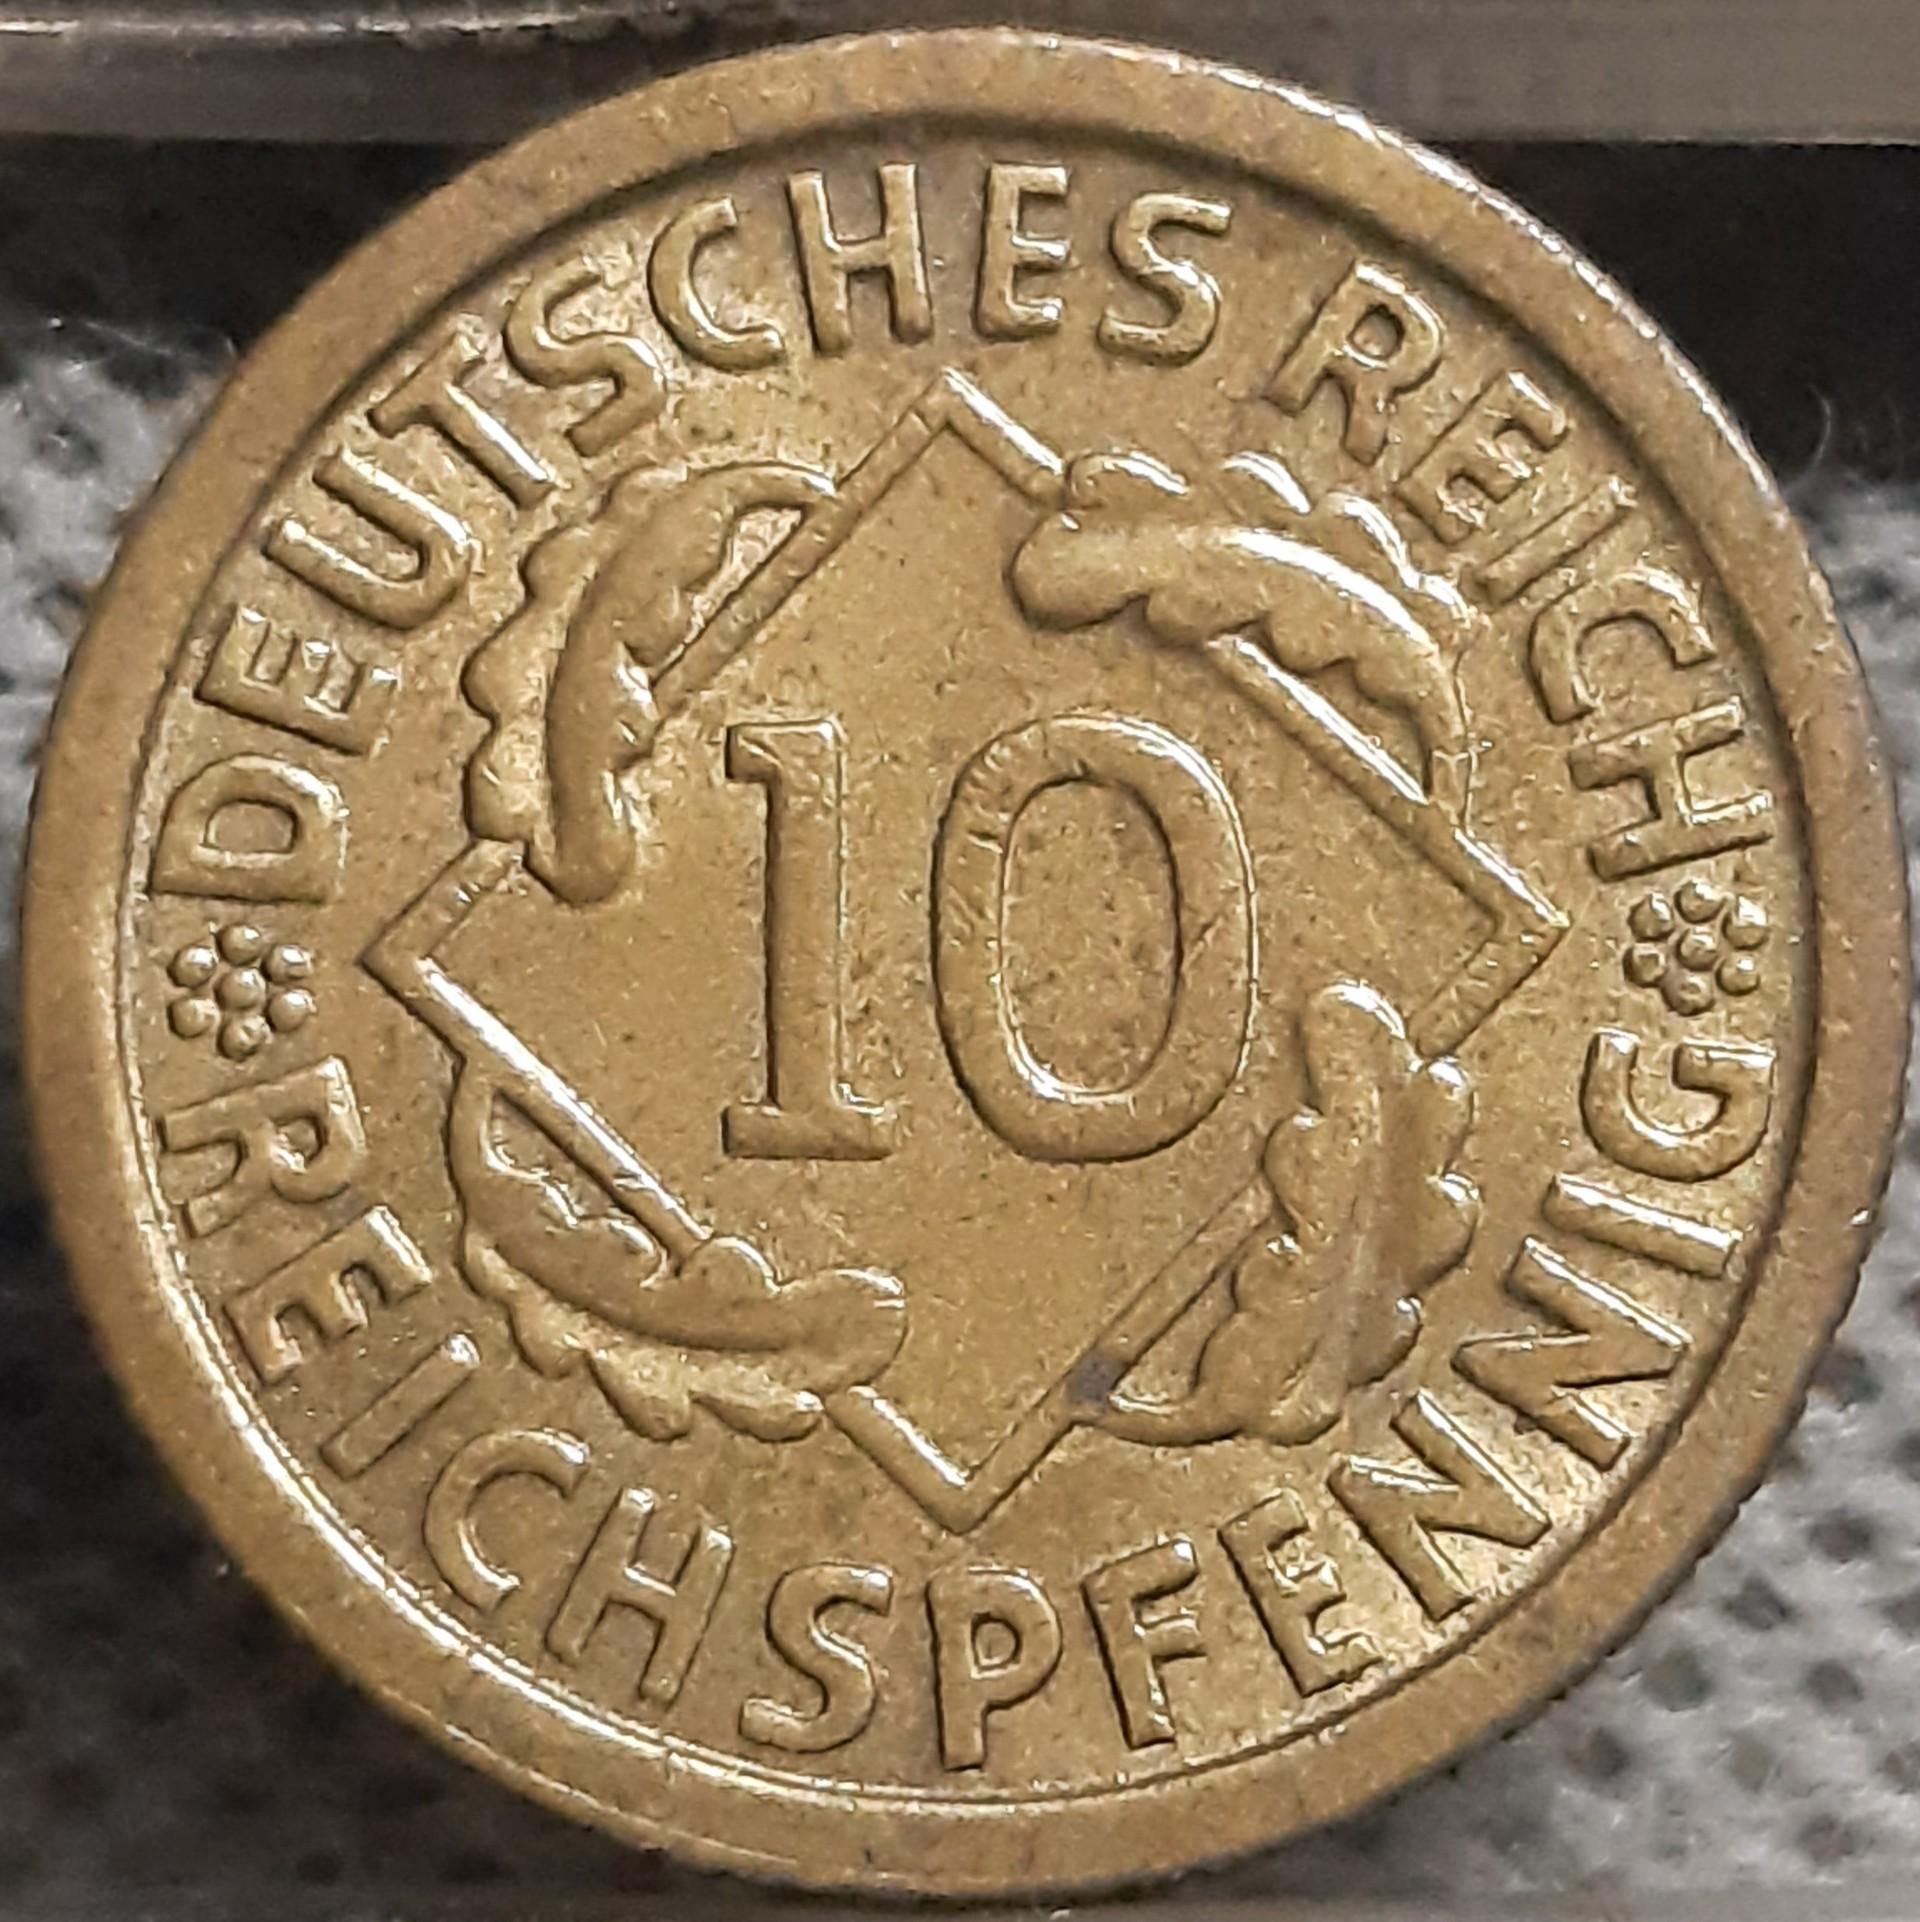 DEUTSCHES REICH
10
REICHSPFENNIG